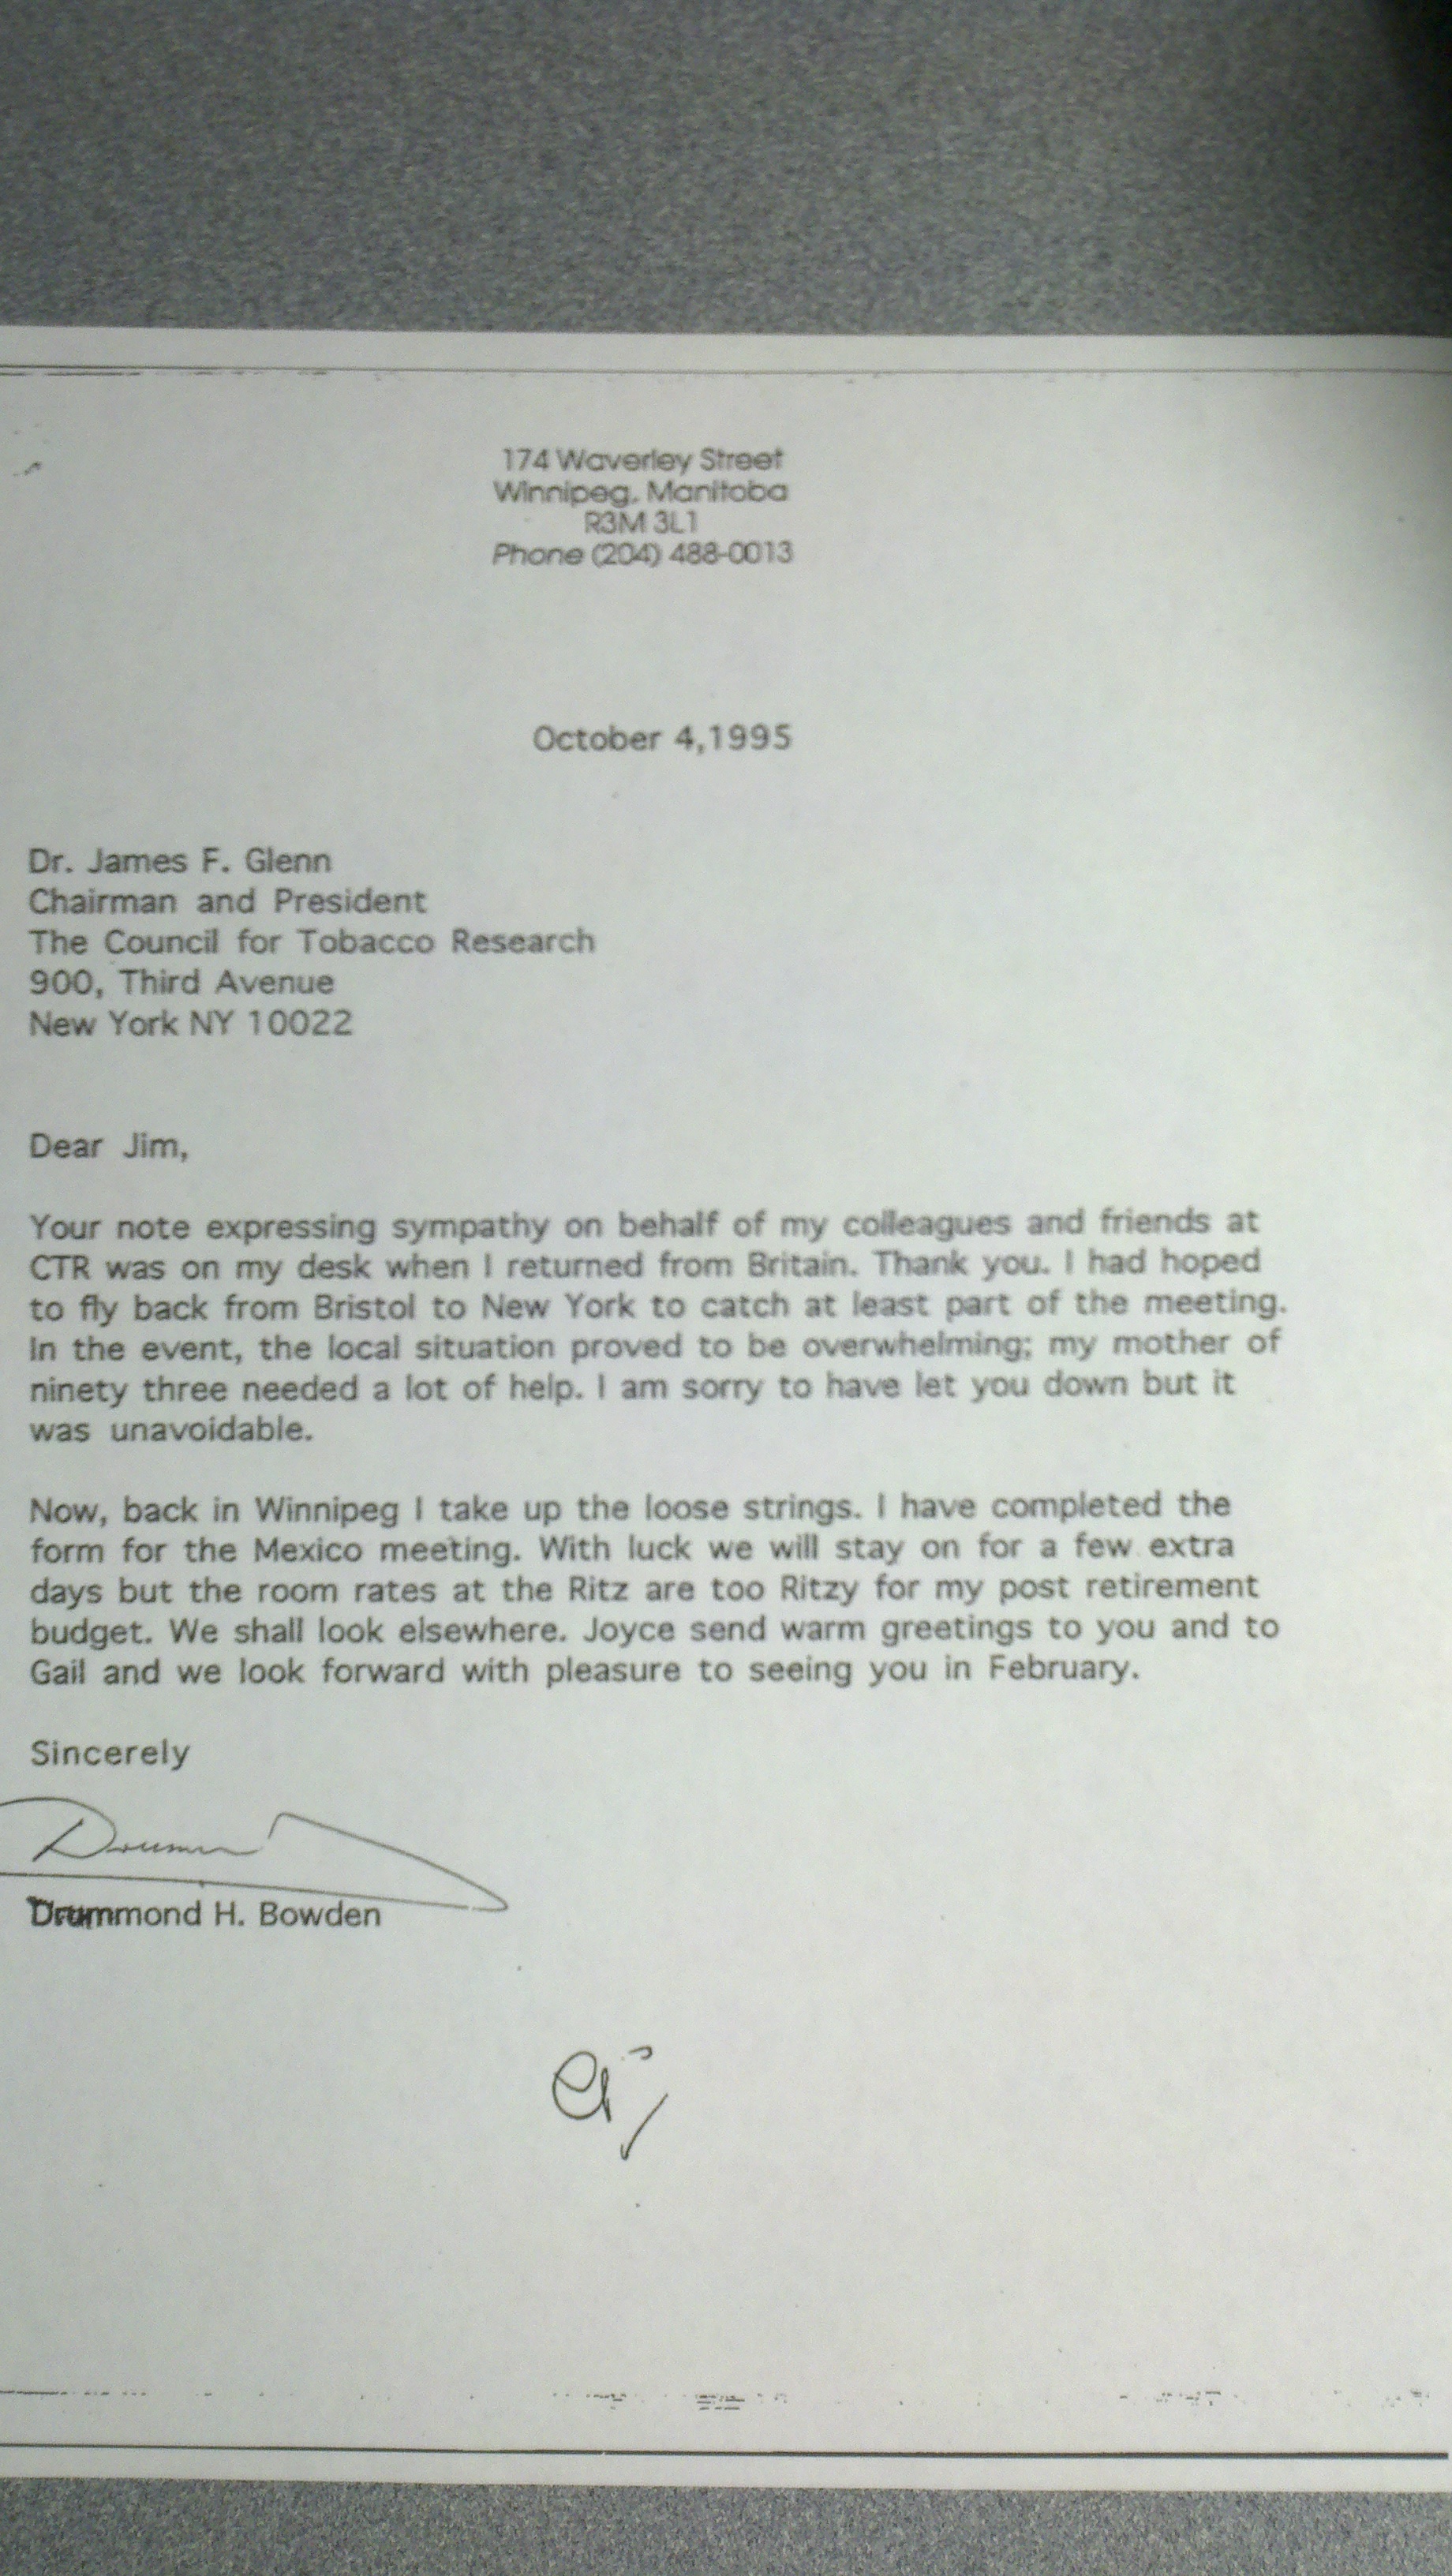 174 Waverley Street
Winnipeg, Manitoba
R3M 3L1
Phone (204) 488-0013
October 4,1995
Dr. James F. Glenn
Chairman and President
The Council for Tobacco Research
900, Third Avenue
New York NY 10022
Dear Jim,
Your note expressing sympathy on behalf of my colleagues and friends at
CTR was on my desk when I returned from Britain. Thank you. I had hoped
to fly back from Bristol to New York to catch at least part of the meeting.
In the event, the local situation proved to be overwhelming; my mother of
ninety three needed a lot of help. I am sorry to have let you down but it
was unavoidable.
Now, back in Winnipeg I take up the loose strings. I have completed the
form for the Mexico meeting. With luck we will stay on for a few extra
days but the room rates at the Ritz are too Ritzy for my post retirement
budget. We shall look elsewhere. Joyce send warm greetings to you and to
Gail and we look forward with pleasure to seeing you in February.
Sincerely
Drummond H. Bowden